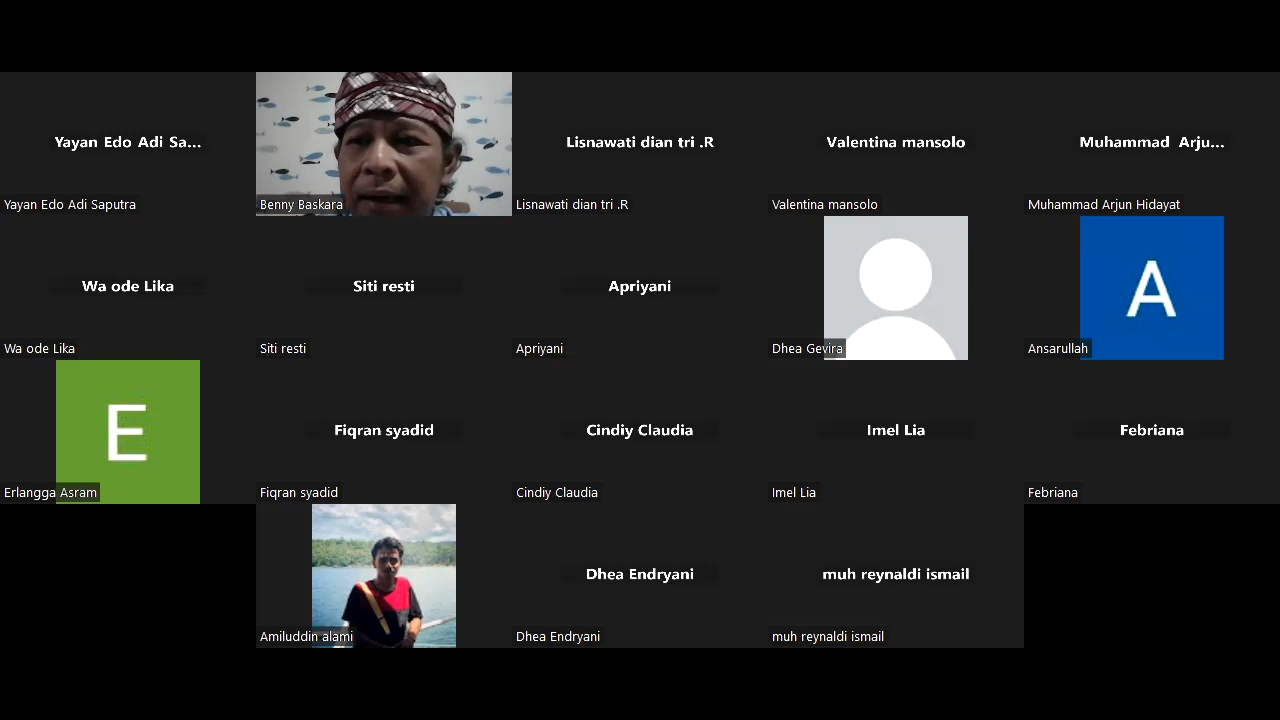 Yayan Edo Adi Sa...
Yayan Edo Adi Saputra
Benny Baskara
Lisnawati dian tri .R
Lisnawati dian tri .R
Valentina mansolo
Valentina mansolo
Muhammad Arju...
Muhammad Arjun Hidayat
Wa ode Lika
Wa ode Lika
Siti resti
Siti resti
Apriyani
Apriyani
Dhea Gevira
A
Ansarullah
E
Erlangga Asram
Fiqran syadid
Fiqran syadid
Cindiy Claudia
Cindiy Claudia
Imel Lia
Imel Lia
Febriana
Febriana
Amiluddin alami
Dhea Endryani
Dhea Endryani
muh reynaldi ismail
muh reynaldi ismail